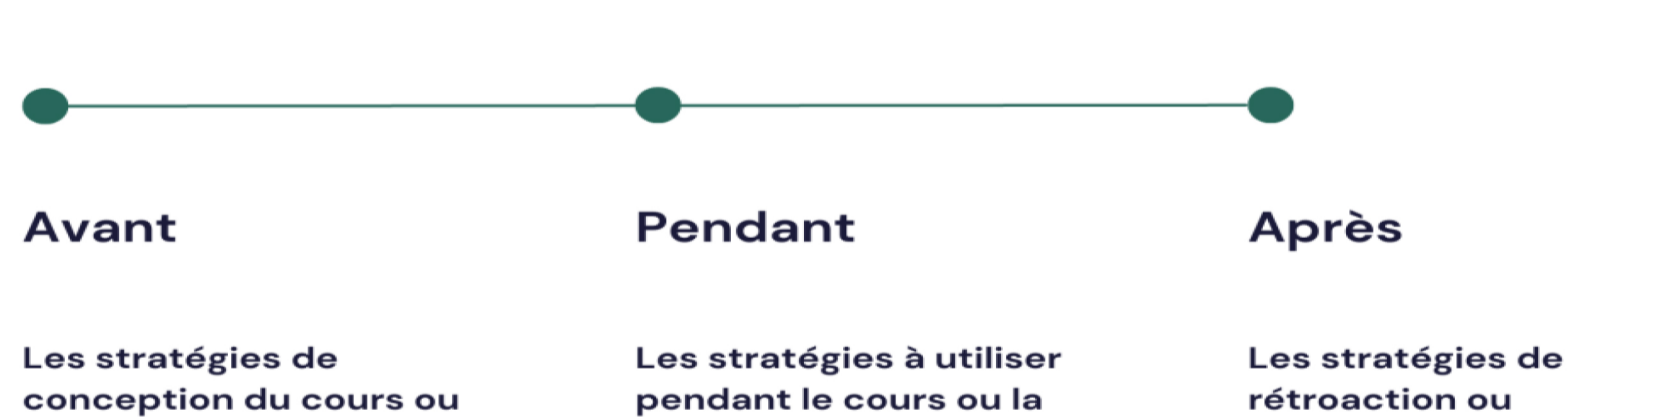 Avant
Les stratégies de
conception du cours ou
Pendant
Les stratégies à utiliser
pendant le cours ou la
Après
Les stratégies de
rétroaction ou